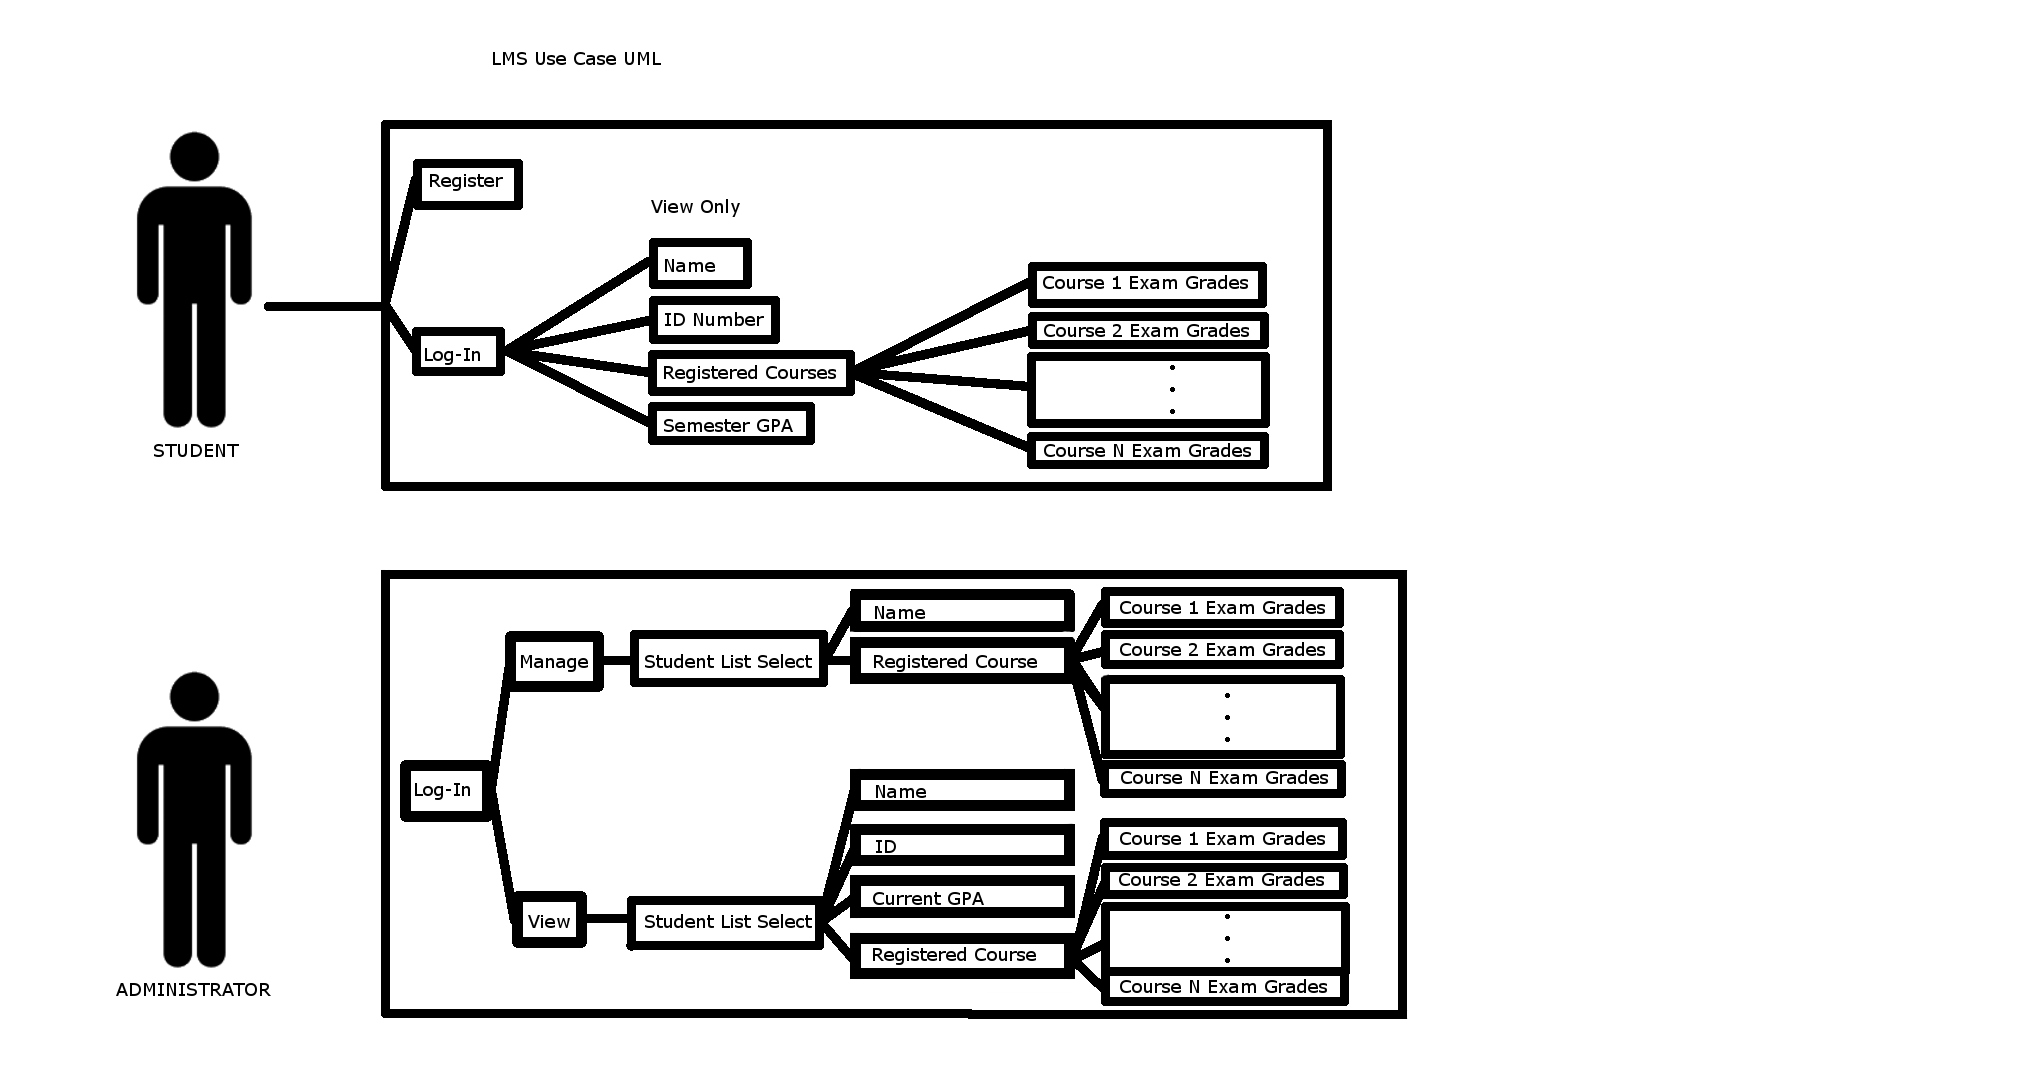 LMS Use Case UML
Register
View Only
Name
ID Number
Log-In
Registered Courses
Semester GPA
Course 1 Exam Grades
Course 2 Exam Grades
Course N Exam Grades
STUDENT
Log-In
Manage
Student List Select
Name
Registered Course
Course 1 Exam Grades
Course 2 Exam Grades
Course N Exam Grades
View
Student List Select
Name
ID
Current GPA
Registered Course
Course 1 Exam Grades
Course 2 Exam Grades
Course N Exam Grades
ADMINISTRATOR